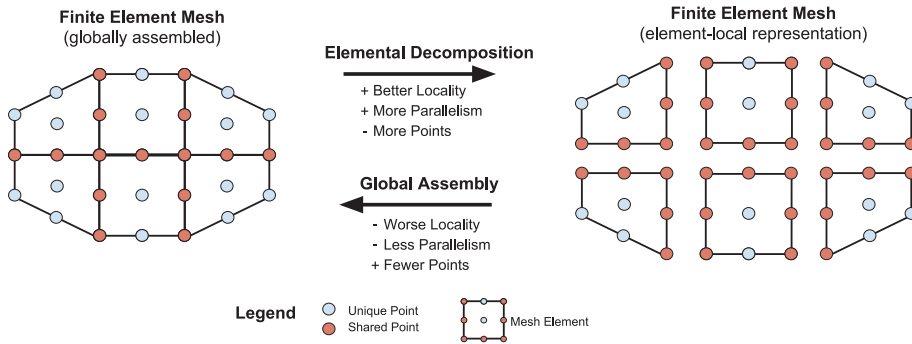 Finite Element Mesh
(globally assembled)
Elemental Decomposition
+ Better Locality
+ More Parallelism
- More Points
Global Assembly
- Worse Locality
- Less Parallelism
+ Fewer Points
Finite Element Mesh
(element-local representation)
Legend
Unique Point
Shared Point
Mesh Element